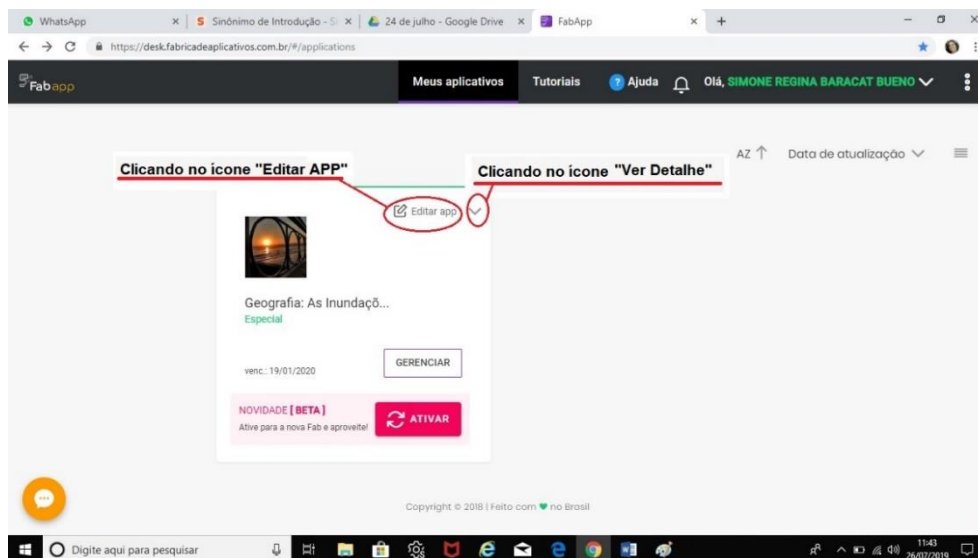 WhatsApp
Sinônimo de Introdução - Si
24 de julho - Google Drive
FabApp
https://desk.fabricadeaplicativos.com.br/#/applications
Fabapp
Meus aplicativos
Tutoriais
? Ajuda
Olá, SIMONE REGINA BARACAT BUENO
AZ ↑ Data de atualização
Clicando no ícone "Editar APP"
Clicando no ícone "Ver Detalhe"
Editar app
Geografia: As Inundaçõ...
Especial
venc.: 19/01/2020
GERENCIAR
NOVIDADE [ BETA ]
Ative para a nova Fab e aproveite!
ATIVAR
Copyright © 2018 | Feito com no Brasil
Digite aqui para pesquisar
11:43
26/07/2019